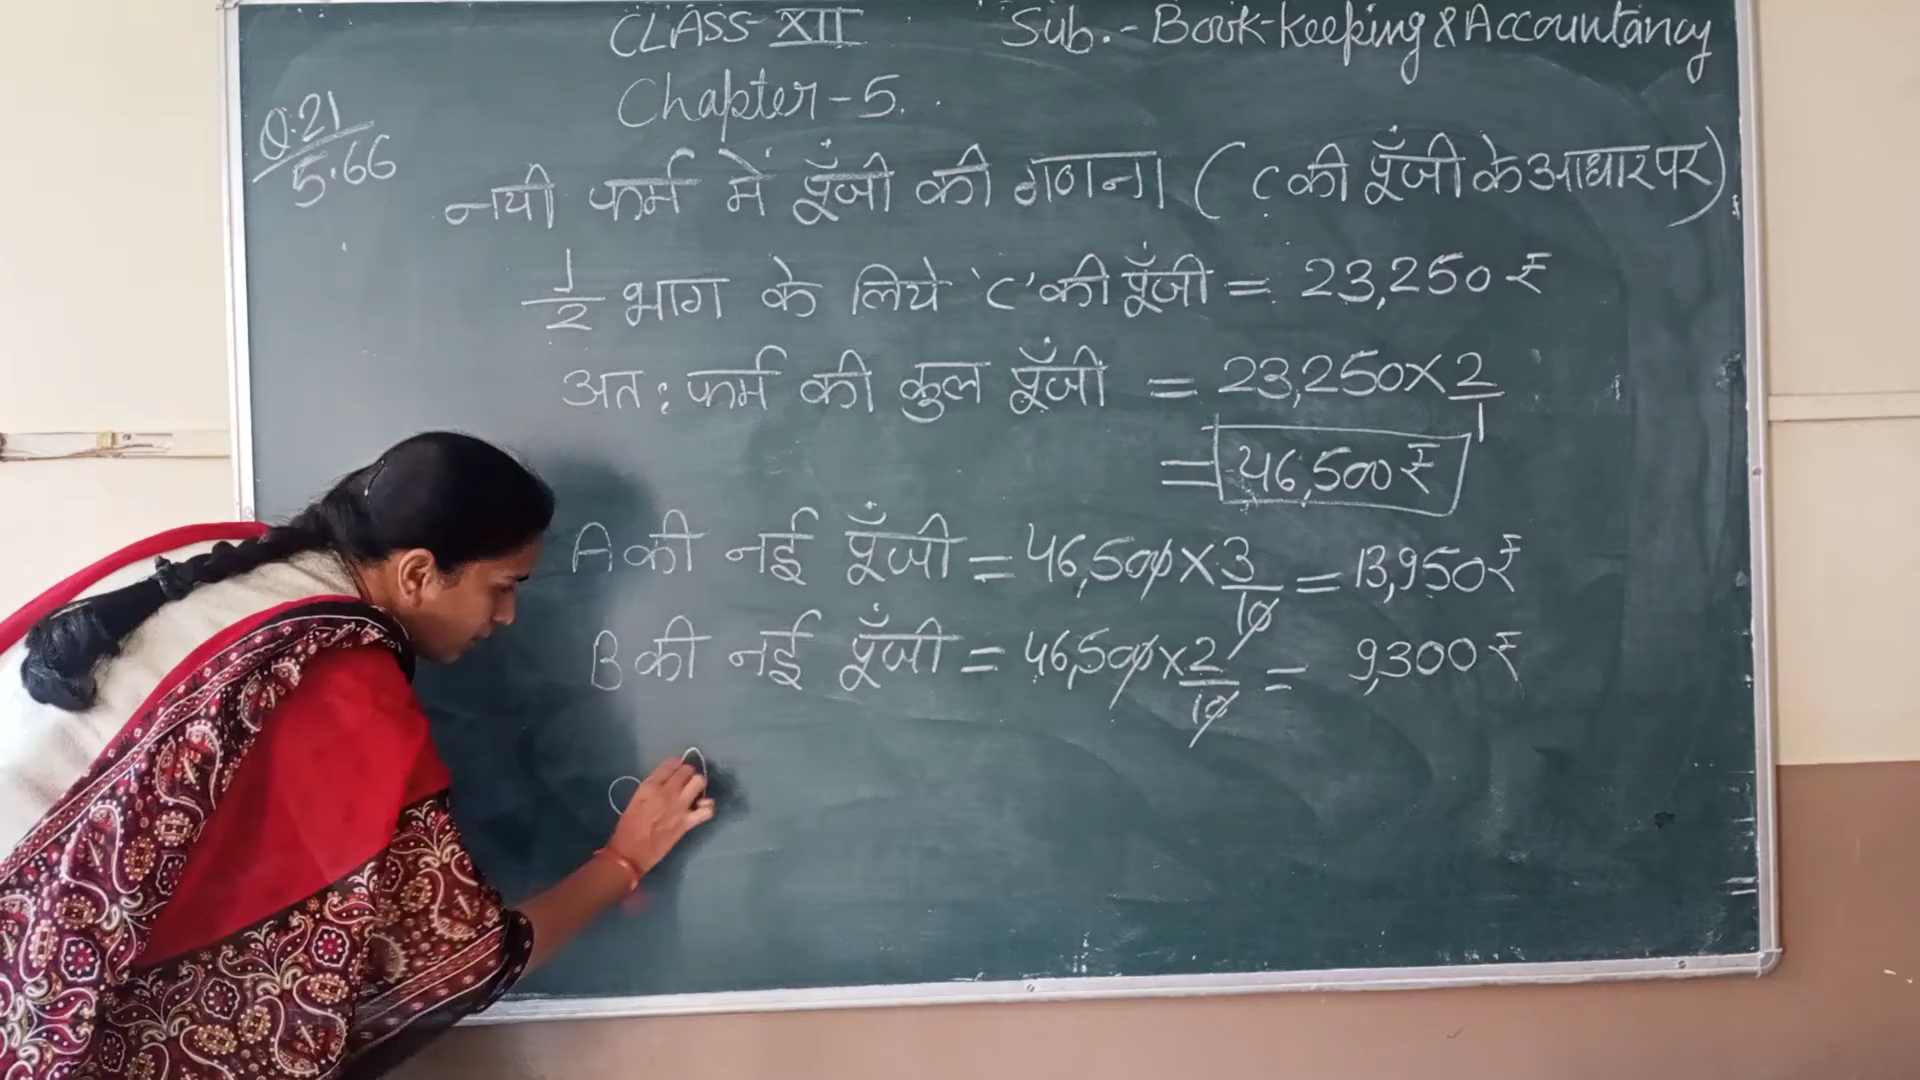 CLASS-XII Sub.-Book-keeping & Accountancy
Chapter-5.
Q.21
5.66
नयी फर्म में पूँजी की गणना ( C की पूँजी के आधार पर)
1/2 भाग के लिये 'C' की पूँजी = 23,250 ₹
अत: फर्म की कुल पूँजी = 23,250 × 2/1
= 46,500 ₹
A की नई पूँजी = 46,500 × 3/10 = 13,950 ₹
B की नई पूँजी = 46,500 × 2/10 = 9,300 ₹